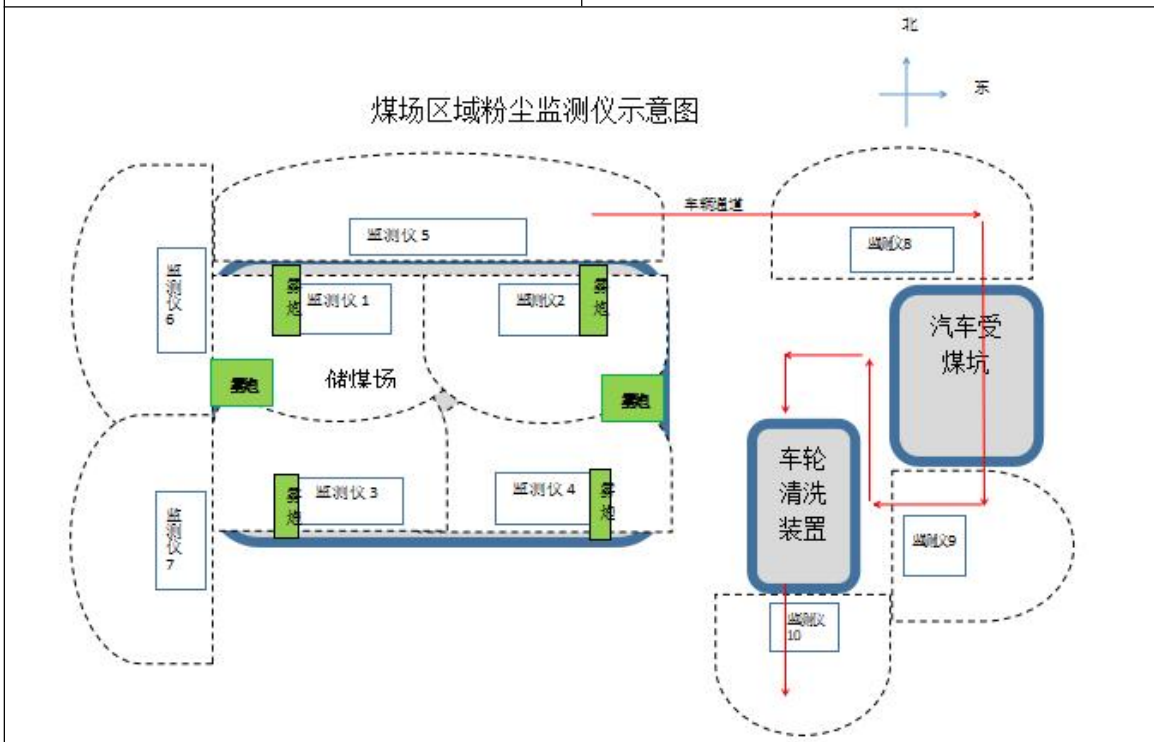 北
东
煤场区域粉尘监测仪示意图
车辆通道
监测仪 5
监测仪8
监测仪
6
雾炮
监测仪 1
监测仪2
雾炮
汽车受
煤坑
储煤场
雾炮
雾炮
车轮
清洗
装置
监测仪
7
雾炮
监测仪 3
监测仪 4
雾炮
监测仪9
监测仪
10